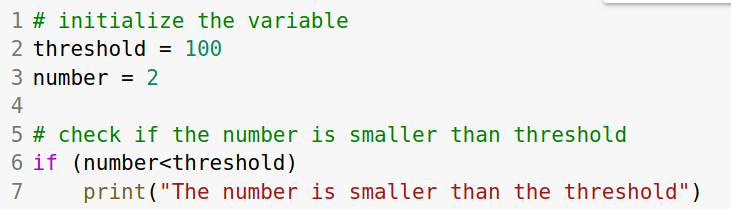 1 # initialize the variable
2 threshold = 100
3 number = 2
4
5 # check if the number is smaller than threshold
6 if (number<threshold)
7     print("The number is smaller than the threshold")